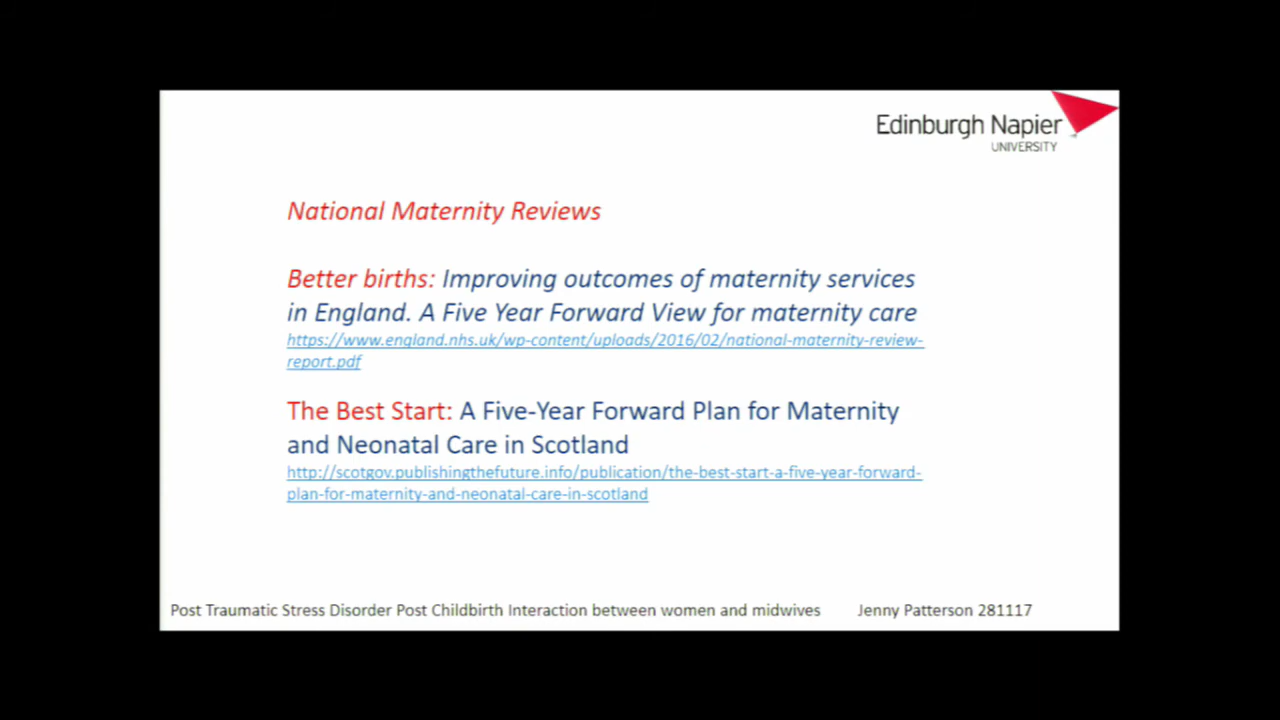 Edinburgh Napier
UNIVERSITY
National Maternity Reviews
Better births: Improving outcomes of maternity services
in England. A Five Year Forward View for maternity care
https://www.england.nhs.uk/wp-content/uploads/2016/02/national-maternity-review-
report.pdf
The Best Start: A Five-Year Forward Plan for Maternity
and Neonatal Care in Scotland
http://scotgov.publishingthefuture.info/publication/the-best-start-a-five-year-forward-
plan-for-maternity-and-neonatal-care-in-scotland
Post Traumatic Stress Disorder Post Childbirth Interaction between women and midwives Jenny Patterson 281117